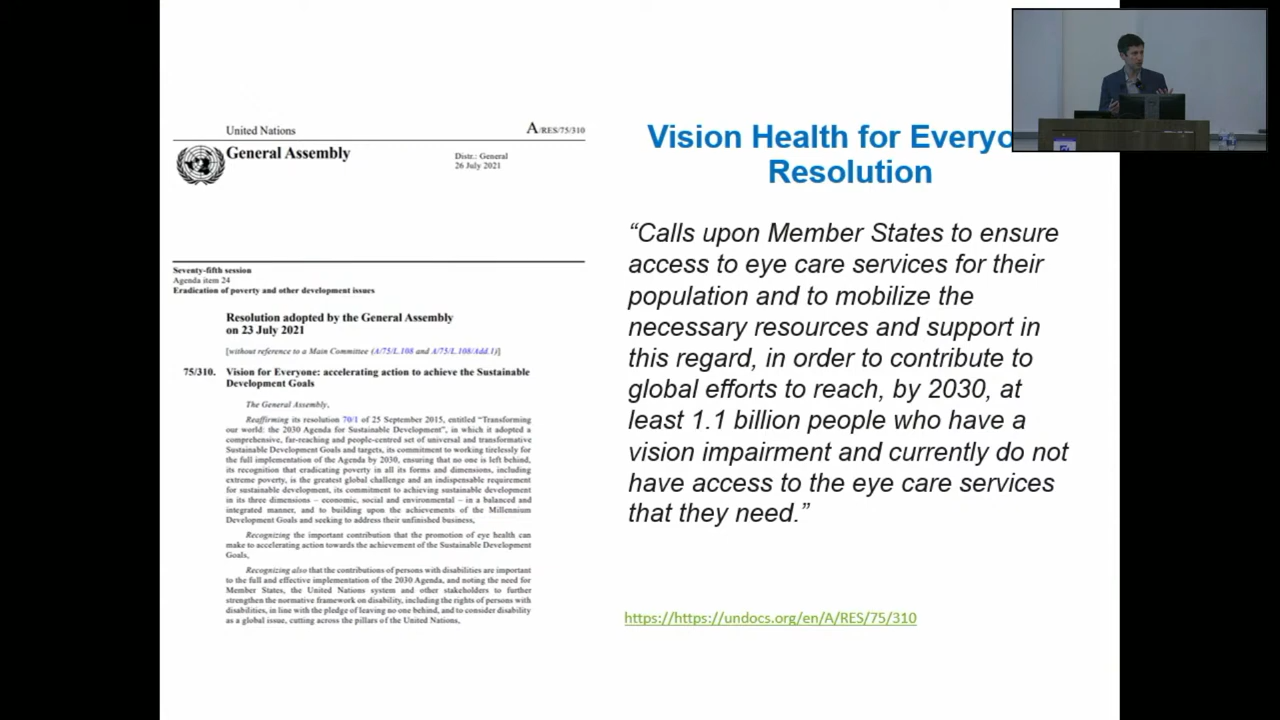 United Nations
A/RES/75/310
General Assembly
Distr.: General
26 July 2021
Seventy-fifth session
Agenda item 24
Eradication of poverty and other development issues
Resolution adopted by the General Assembly
on 23 July 2021
[without reference to a Main Committee (A/75/L.108 and A/75/L.108/Add.1)]
75/310. Vision for Everyone: accelerating action to achieve the Sustainable
Development Goals
The General Assembly,
Reaffirming its resolution 70/1 of 25 September 2015, entitled “Transforming
our world: the 2030 Agenda for Sustainable Development”, in which it adopted a
comprehensive, far-reaching and people-centred set of universal and transformative
Sustainable Development Goals and targets, its commitment to working tirelessly for
the full implementation of the Agenda by 2030, ensuring that no one is left behind,
its recognition that eradicating poverty in all its forms and dimensions, including
extreme poverty, is the greatest global challenge and an indispensable requirement
for sustainable development, its commitment to achieving sustainable development
in its three dimensions – economic, social and environmental – in a balanced and
integrated manner, and to building upon the achievements of the Millennium
Development Goals and seeking to address their unfinished business,
Recognizing the important contribution that the promotion of eye health can
make to accelerating action towards the achievement of the Sustainable Development
Goals,
Recognizing also that the contributions of persons with disabilities are important
to the full and effective implementation of the 2030 Agenda, and noting the need for
Member States, the United Nations system and other stakeholders to further
strengthen the normative framework on disability, including the rights of persons with
disabilities, in line with the pledge of leaving no one behind, and to consider disability
as a global issue, cutting across the pillars of the United Nations,
Vision Health for Everyo
Resolution
“Calls upon Member States to ensure
access to eye care services for their
population and to mobilize the
necessary resources and support in
this regard, in order to contribute to
global efforts to reach, by 2030, at
least 1.1 billion people who have a
vision impairment and currently do not
have access to the eye care services
that they need.”
https://https://undocs.org/en/A/RES/75/310